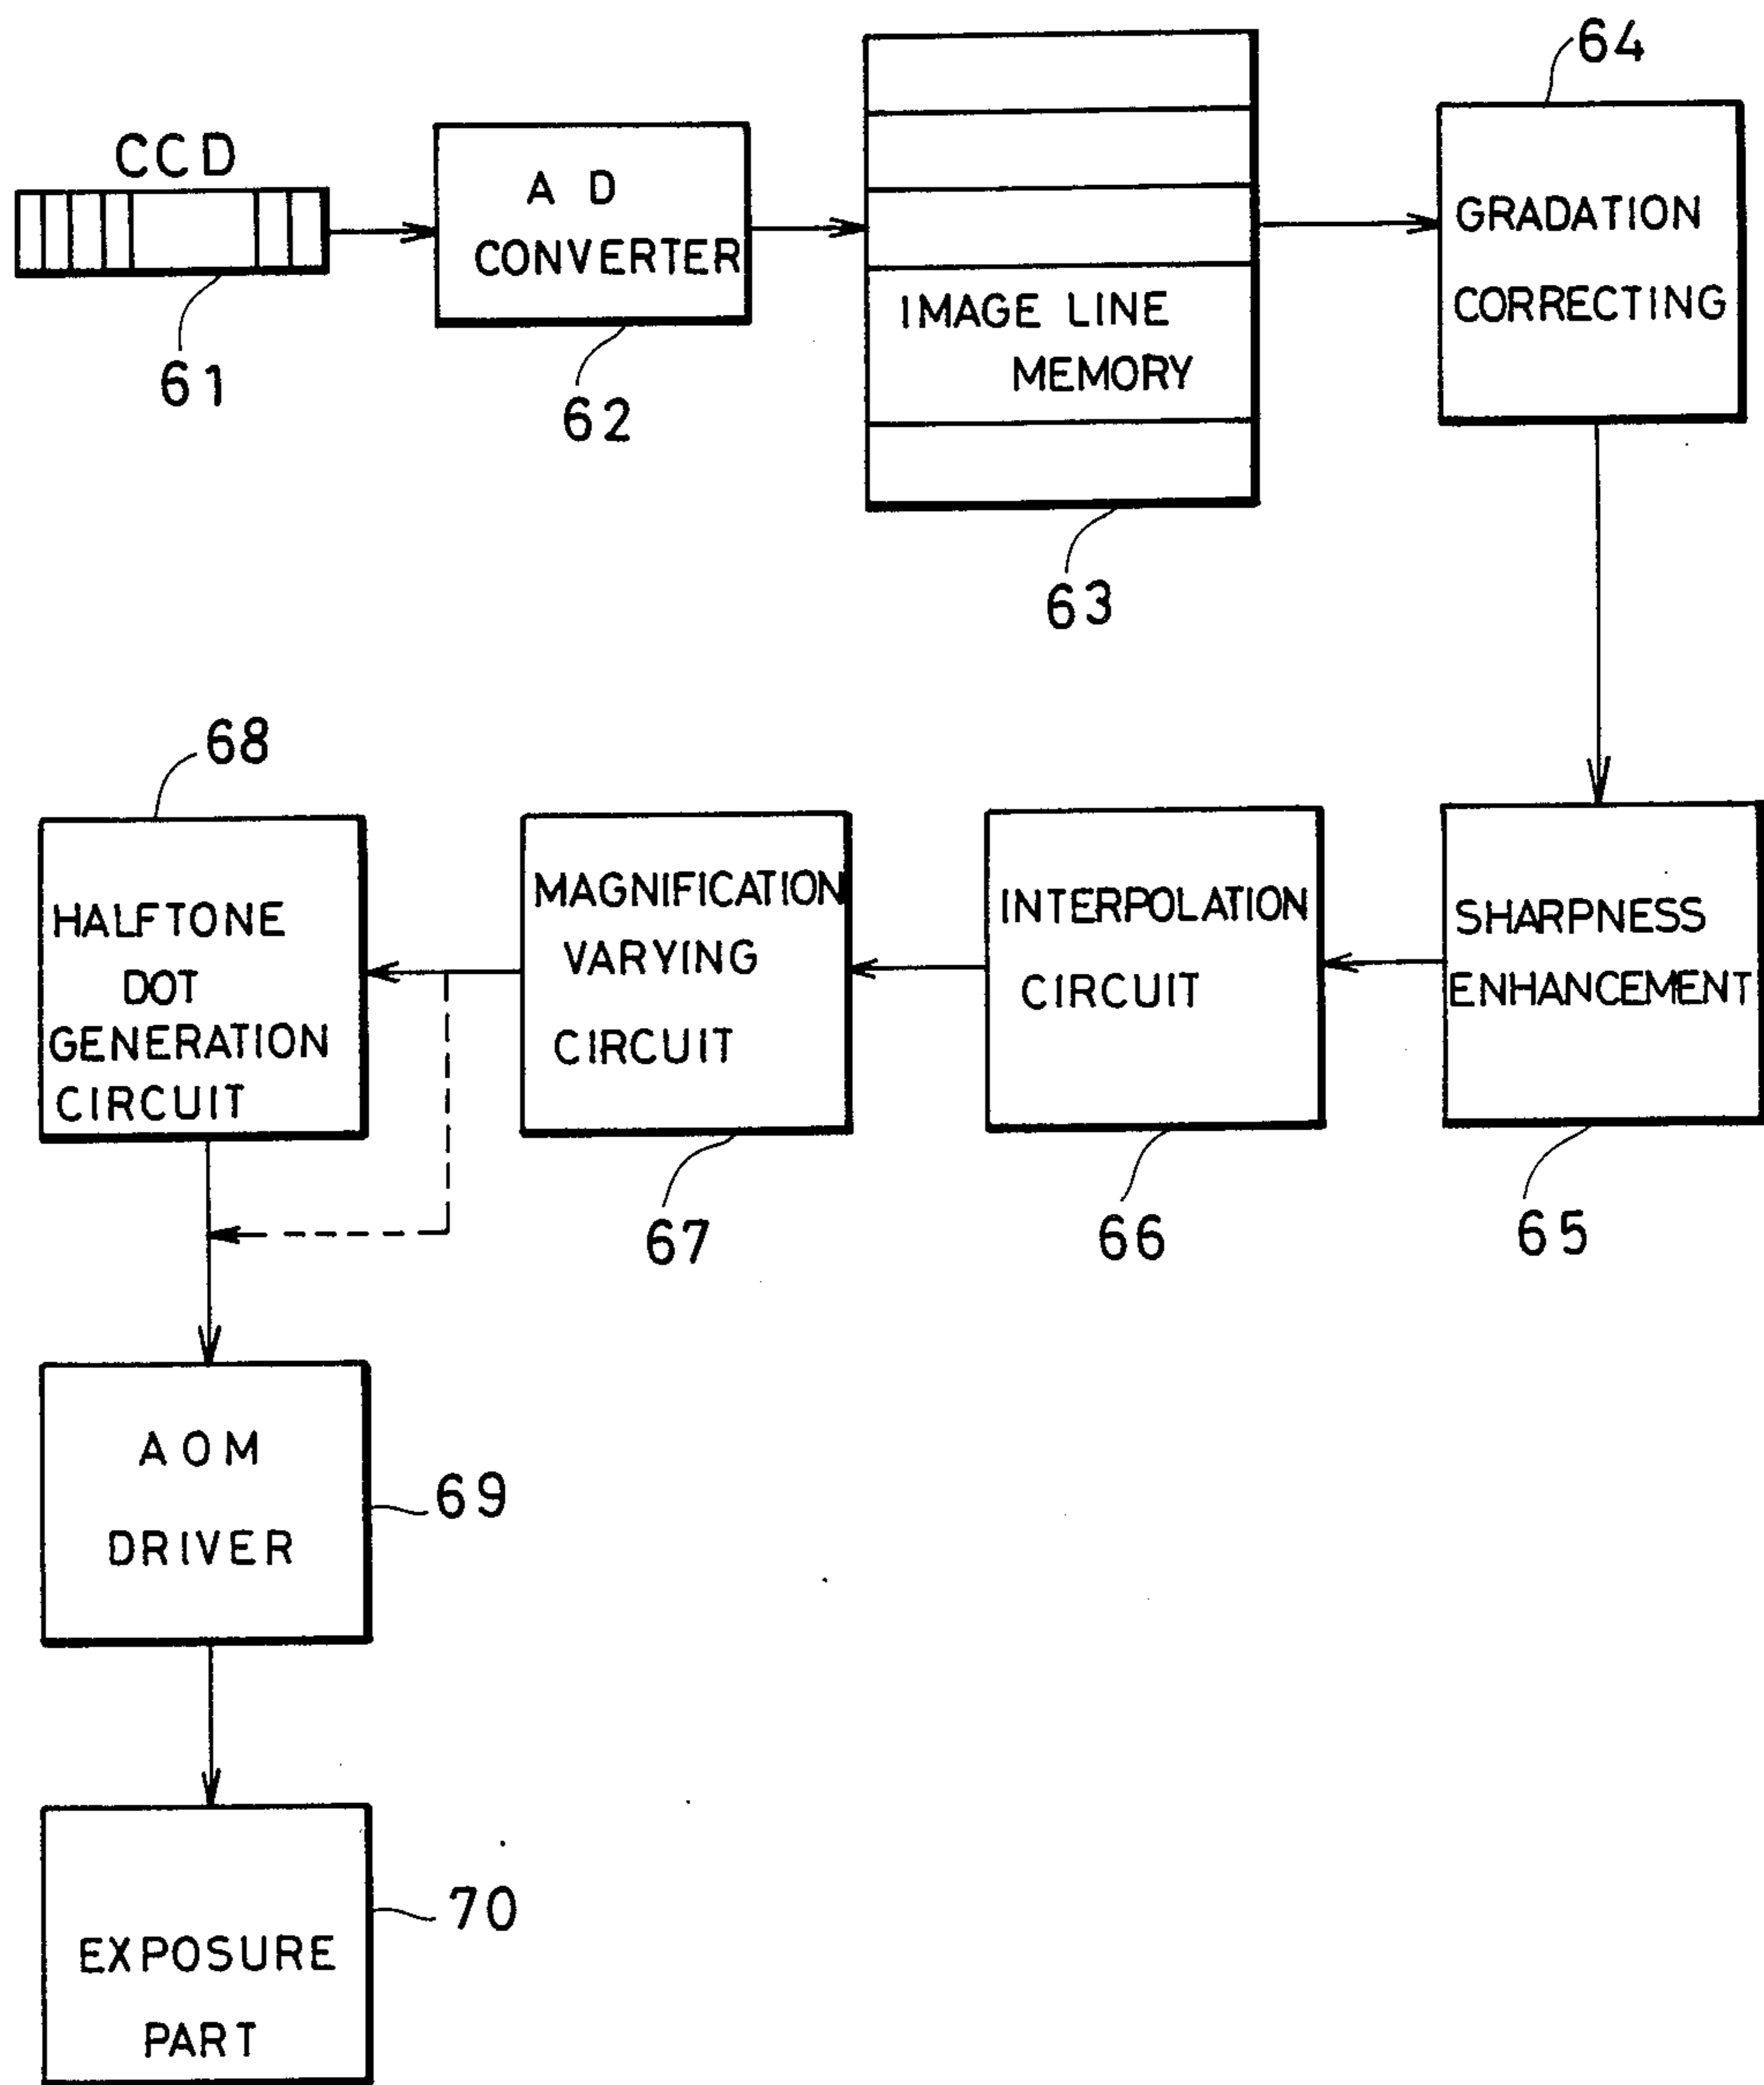 CCD
61
A D
CONVERTER
62
IMAGE LINE
MEMORY
63
64
GRADATION
CORRECTING
68
HALFTONE
DOT
GENERATION
CIRCUIT
MAGNIFICATION
VARYING
CIRCUIT
67
INTERPOLATION
CIRCUIT
66
SHARPNESS
ENHANCEMENT
65
AOM
DRIVER
69
EXPOSURE
PART
70